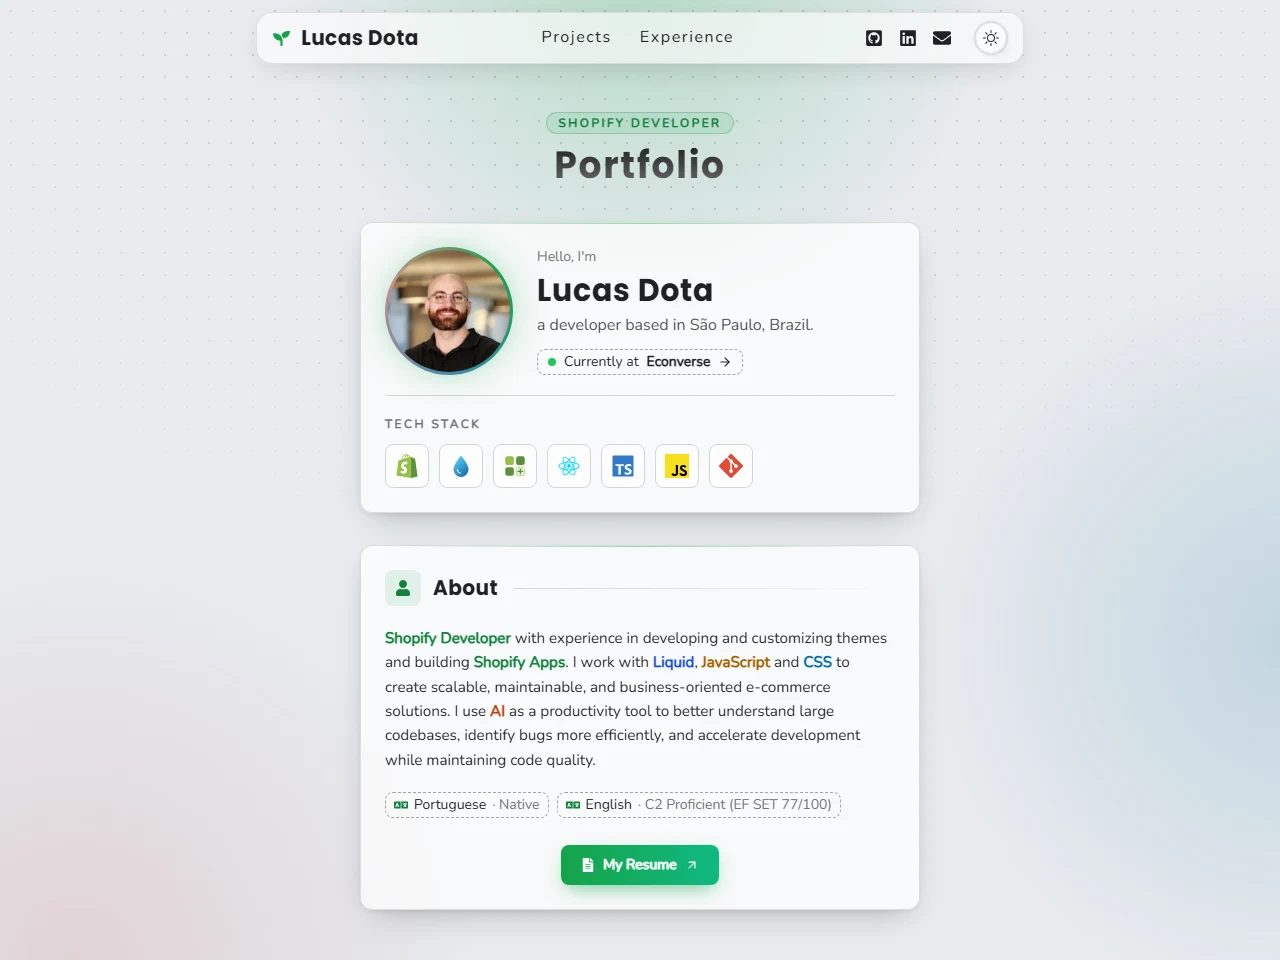 Lucas Dota
Projects Experience
SHOPIFY DEVELOPER
Portfolio
Hello, I'm
Lucas Dota
a developer based in São Paulo, Brazil.
Currently at Econverse →
TECH STACK
S TS JS
About
Shopify Developer with experience in developing and customizing themes
and building Shopify Apps. I work with Liquid, JavaScript and CSS to
create scalable, maintainable, and business-oriented e-commerce
solutions. I use AI as a productivity tool to better understand large
codebases, identify bugs more efficiently, and accelerate development
while maintaining code quality.
Portuguese · Native English · C2 Proficient (EF SET 77/100)
My Resume